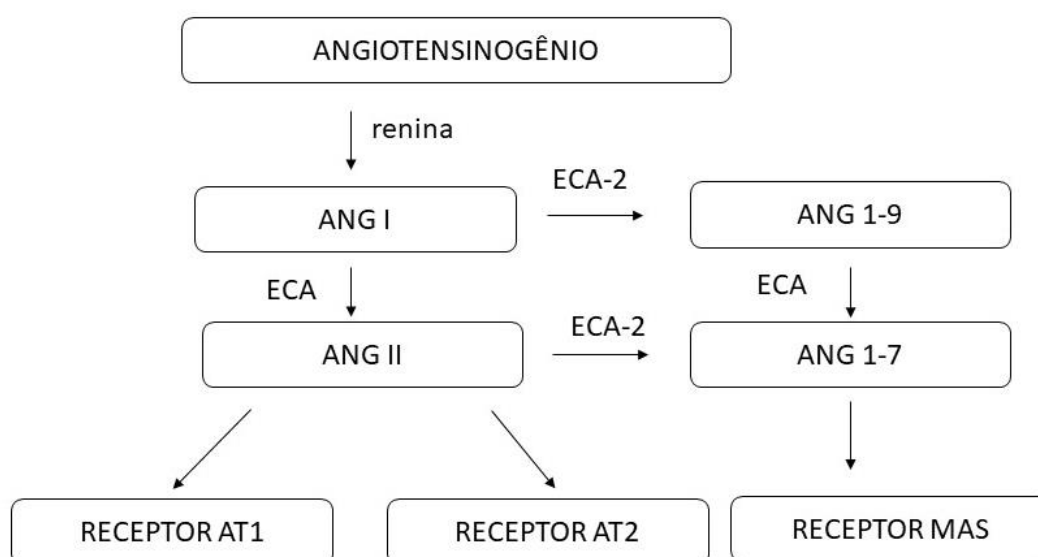 ANGIOTENSINOGÊNIO
renina
ECA-2
ANG I
ANG 1-9
ECA
ECA
ECA-2
ANG II
ANG 1-7
RECEPTOR AT1
RECEPTOR AT2
RECEPTOR MAS